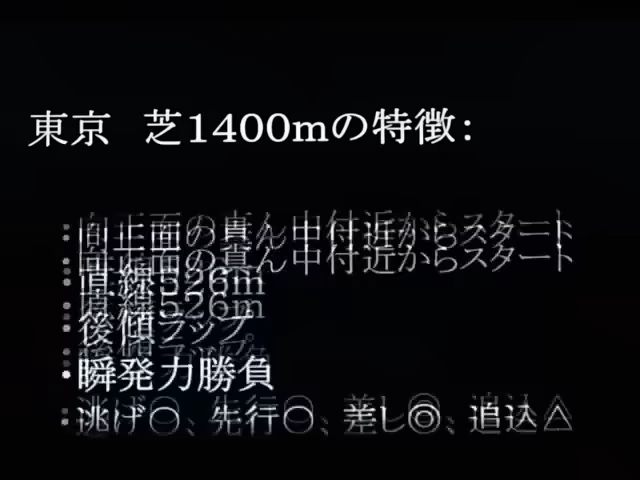 東京 芝1400mの特徴:
・向正面の真ん中付近からスタート
・直線526m
・後傾ラップ
・瞬発力勝負
・逃げ○、先行○、差し◎、追込△